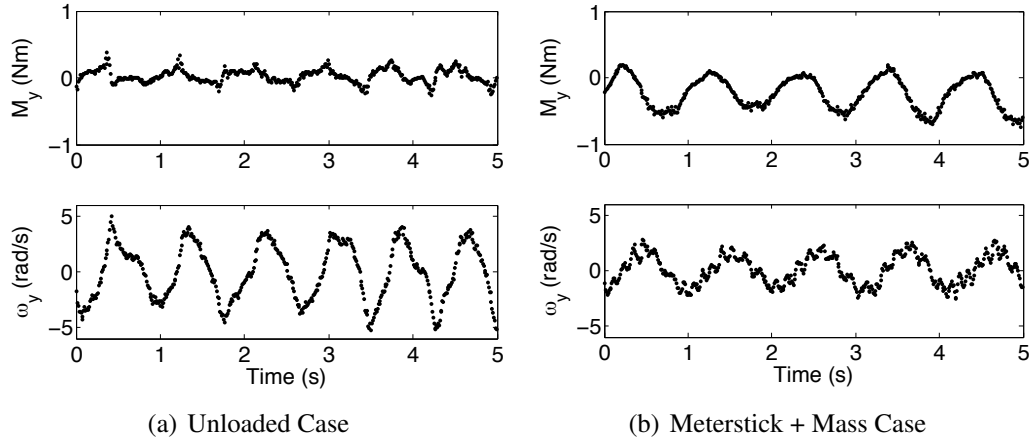 1
0
−1
M_y (Nm)
0 1 2 3 4 5
5
0
−5
ω_y (rad/s)
0 1 2 3 4 5
Time (s)
(a) Unloaded Case
1
0
−1
M_y (Nm)
0 1 2 3 4 5
5
0
−5
ω_y (rad/s)
0 1 2 3 4 5
Time (s)
(b) Meterstick + Mass Case